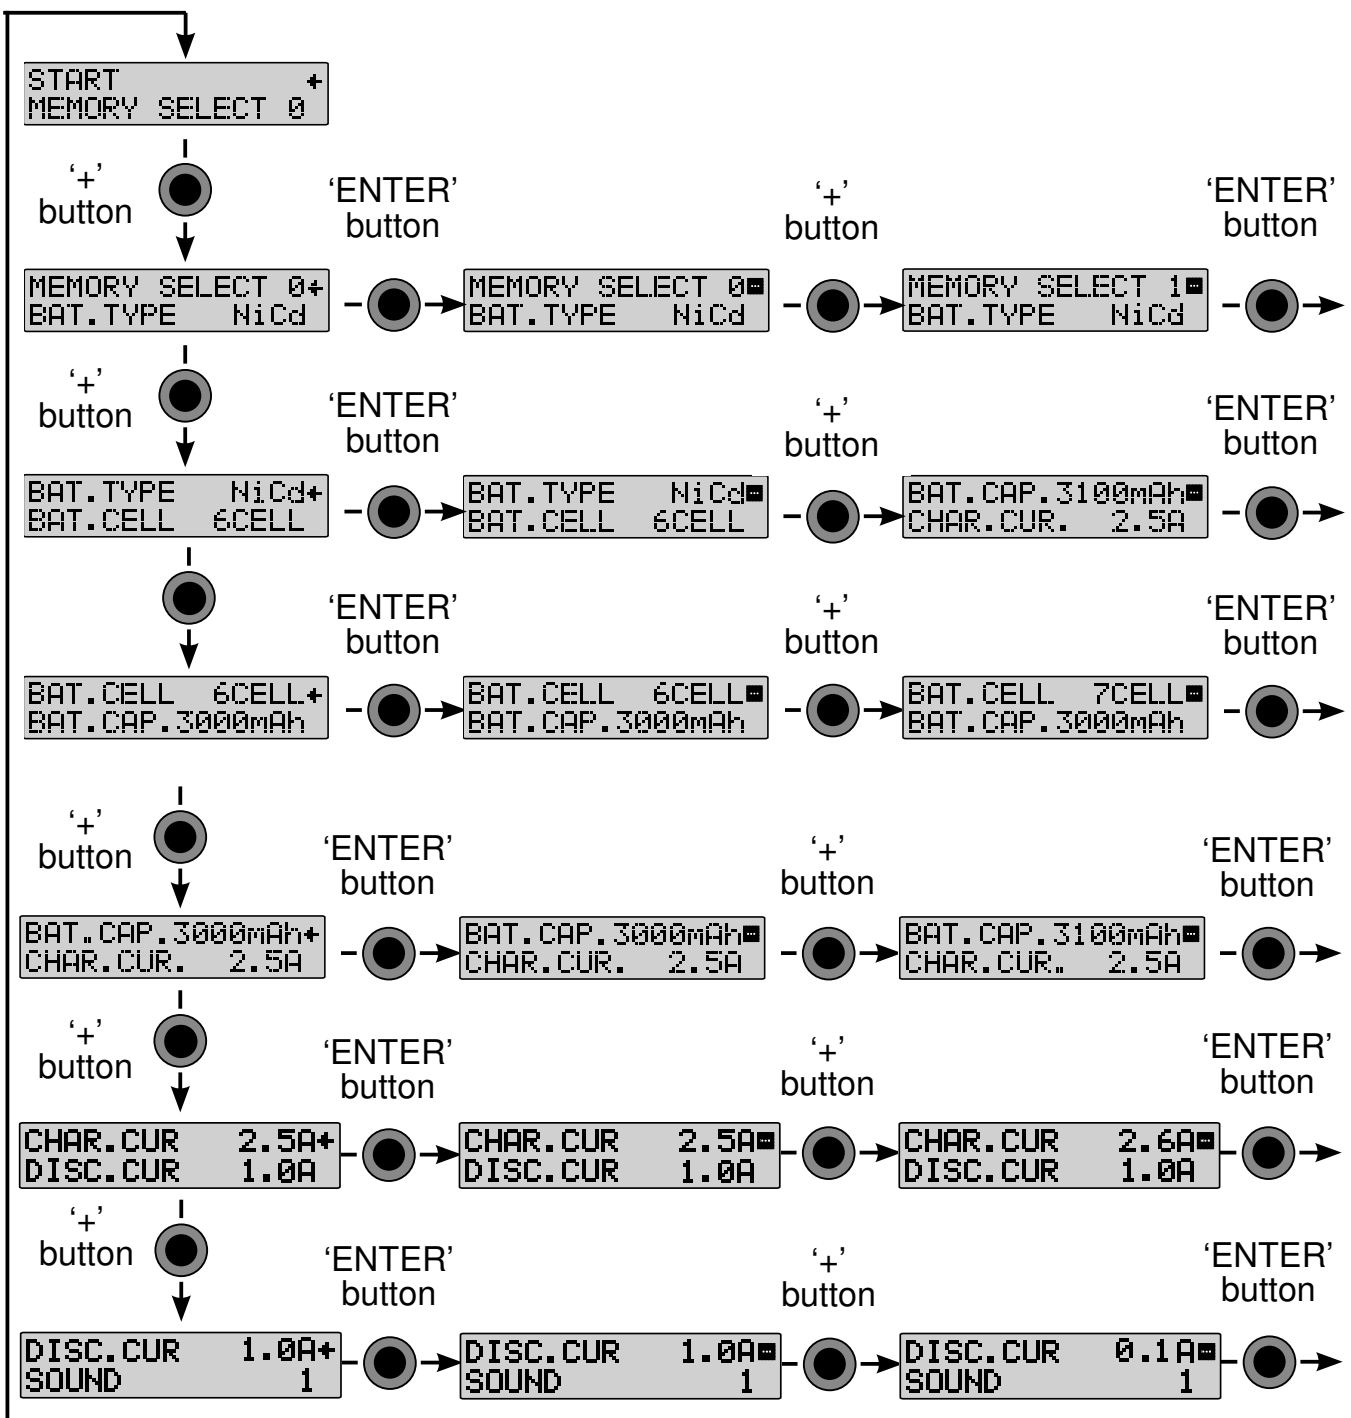 START
MEMORY SELECT 0
‘+’
button
‘ENTER’
button
‘+’
button
‘ENTER’
button
MEMORY SELECT 0
BAT.TYPE NiCd
MEMORY SELECT 0
BAT.TYPE NiCd
MEMORY SELECT 1
BAT.TYPE NiCd
‘+’
button
‘ENTER’
button
‘+’
button
‘ENTER’
button
BAT.TYPE NiCd
BAT.CELL 6CELL
BAT.TYPE NiCd
BAT.CELL 6CELL
BAT.CAP.3100mAh
CHAR.CUR. 2.5A
‘ENTER’
button
‘+’
button
‘ENTER’
button
BAT.CELL 6CELL
BAT.CAP.3000mAh
BAT.CELL 6CELL
BAT.CAP.3000mAh
BAT.CELL 7CELL
BAT.CAP.3000mAh
‘+’
button
‘ENTER’
button
‘+’
button
‘ENTER’
button
BAT.CAP.3000mAh
CHAR.CUR. 2.5A
BAT.CAP.3000mAh
CHAR.CUR. 2.5A
BAT.CAP.3100mAh
CHAR.CUR. 2.5A
‘+’
button
‘ENTER’
button
‘+’
button
‘ENTER’
button
CHAR.CUR 2.5A
DISC.CUR 1.0A
CHAR.CUR 2.5A
DISC.CUR 1.0A
CHAR.CUR 2.6A
DISC.CUR 1.0A
‘+’
button
‘ENTER’
button
‘+’
button
‘ENTER’
button
DISC.CUR 1.0A
SOUND 1
DISC.CUR 1.0A
SOUND 1
DISC.CUR 0.1A
SOUND 1